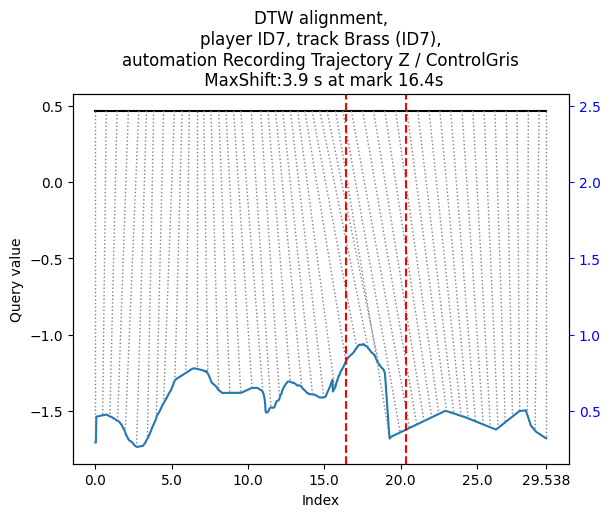 DTW alignment,
player ID7, track Brass (ID7),
automation Recording Trajectory Z / ControlGris
MaxShift:3.9 s at mark 16.4s
0.5
0.0
−0.5
−1.0
−1.5
Query value
2.5
2.0
1.5
1.0
0.5
0.0 5.0 10.0 15.0 20.0 25.0 29.538
Index